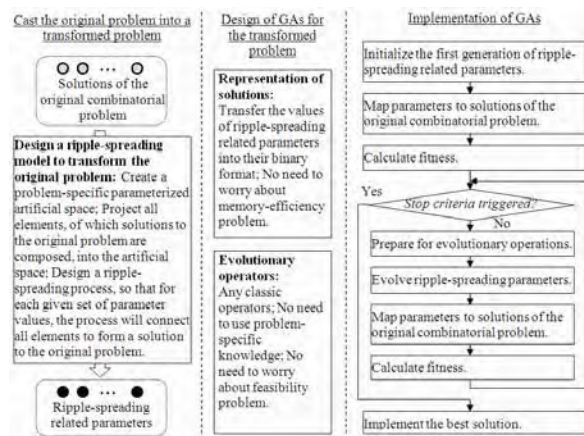 Cast the original problem into a
transformed problem
Solutions of the
original combinatorial
problem
Design a ripple-spreading
model to transform the
original problem: Create a
problem-specific parameterized
artificial space; Project all
elements, of which solutions to
the original problem are
composed, into the artificial
space; Design a ripple-
spreading process, so that for
each given set of parameter
values, the process will connect
all elements to form a solution
to the original problem.
Ripple-spreading
related parameters
Design of GAs for
the transformed
problem
Representation of
solutions:
Transfer the values
of ripple-spreading
related parameters
into their binary
format; No need to
worry about
memory-efficiency
problem.
Evolutionary
operators:
Any classic
operators; No need
to use problem-
specific
knowledge; No
need to worry
about feasibility
problem.
Implementation of GAs
Initialize the first generation of ripple-
spreading related parameters.
Map parameters to solutions of the
original combinatorial problem.
Calculate fitness.
Yes
Stop criteria triggered?
No
Prepare for evolutionary operations.
Evolve ripple-spreading parameters.
Map parameters to solutions of the
original combinatorial problem.
Calculate fitness.
Implement the best solution.